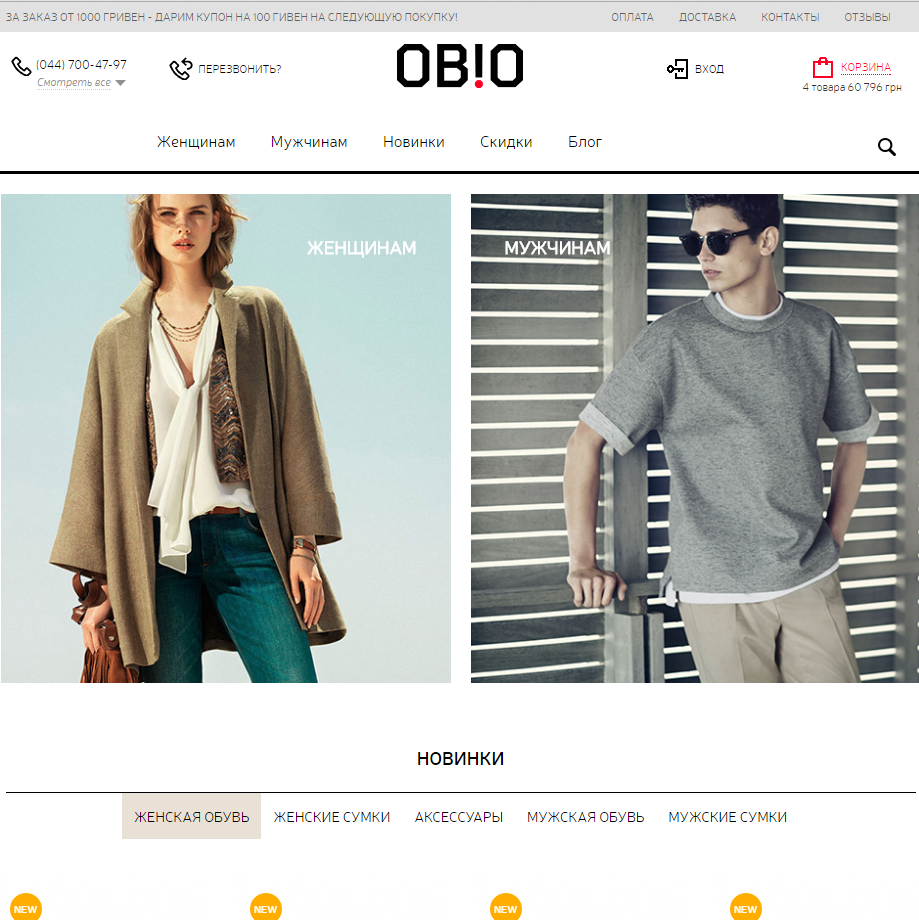 ЗА ЗАКАЗ ОТ 1000 ГРИВЕН - ДАРИМ КУПОН НА 100 ГИВЕН НА СЛЕДУЮЩУЮ ПОКУПКУ! ОПЛАТА ДОСТАВКА КОНТАКТЫ ОТЗЫВЫ
(044) 700-47-97 ПЕРЕЗВОНИТЬ? OB!O ВХОД КОРЗИНА
Смотреть все 4 товара 60 796 грн
Женщинам Мужчинам Новинки Скидки Блог
ЖЕНЩИНАМ МУЖЧИНАМ
НОВИНКИ
ЖЕНСКАЯ ОБУВЬ ЖЕНСКИЕ СУМКИ АКСЕССУАРЫ МУЖСКАЯ ОБУВЬ МУЖСКИЕ СУМКИ
NEW NEW NEW NEW